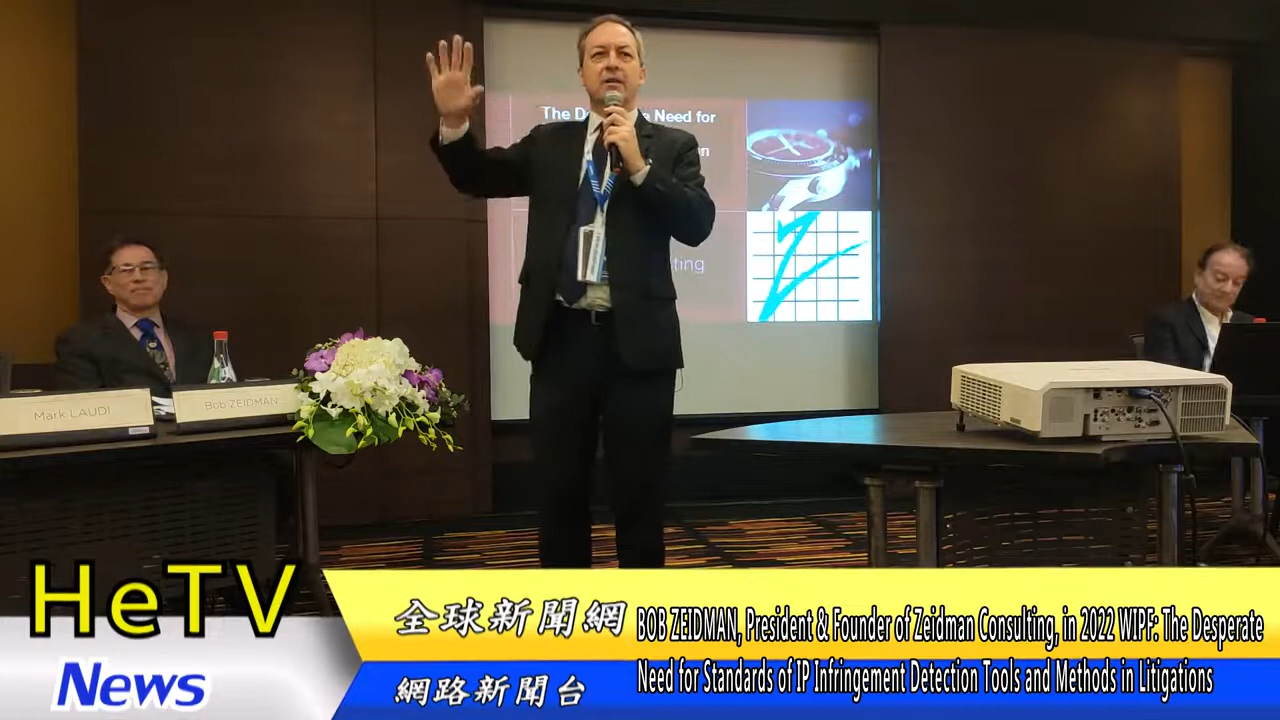 The D Need for
ting
Mark LAUDI
Bob ZEIDMAN
HeTV
News
全球新聞網
網路新聞台
BOB ZEIDMAN, President & Founder of Zeidman Consulting, in 2022 WIPF: The Desperate
Need for Standards of IP Infringement Detection Tools and Methods in Litigations